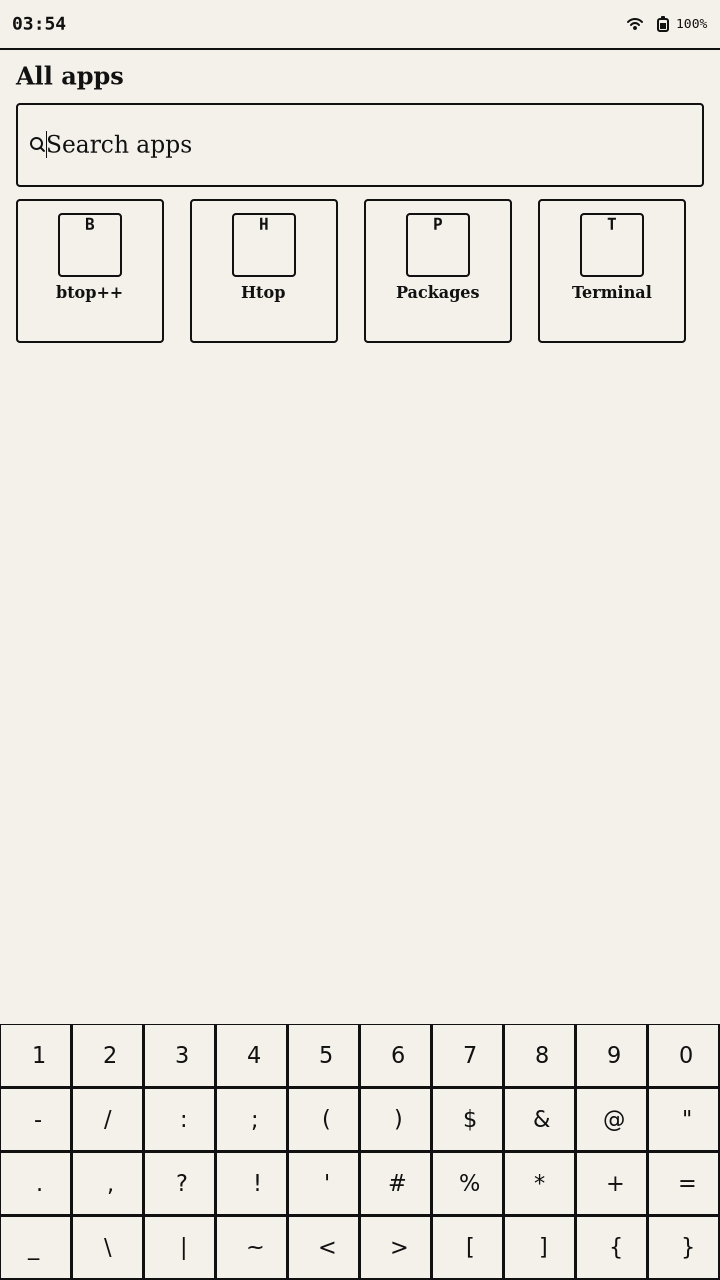 03:54 100%
All apps
Search apps
B H P T
btop++ Htop Packages Terminal
1 2 3 4 5 6 7 8 9 0
- / : ; ( ) $ & @ "
. , ? ! ' # % * + =
_ \ | ~ < > [ ] { }